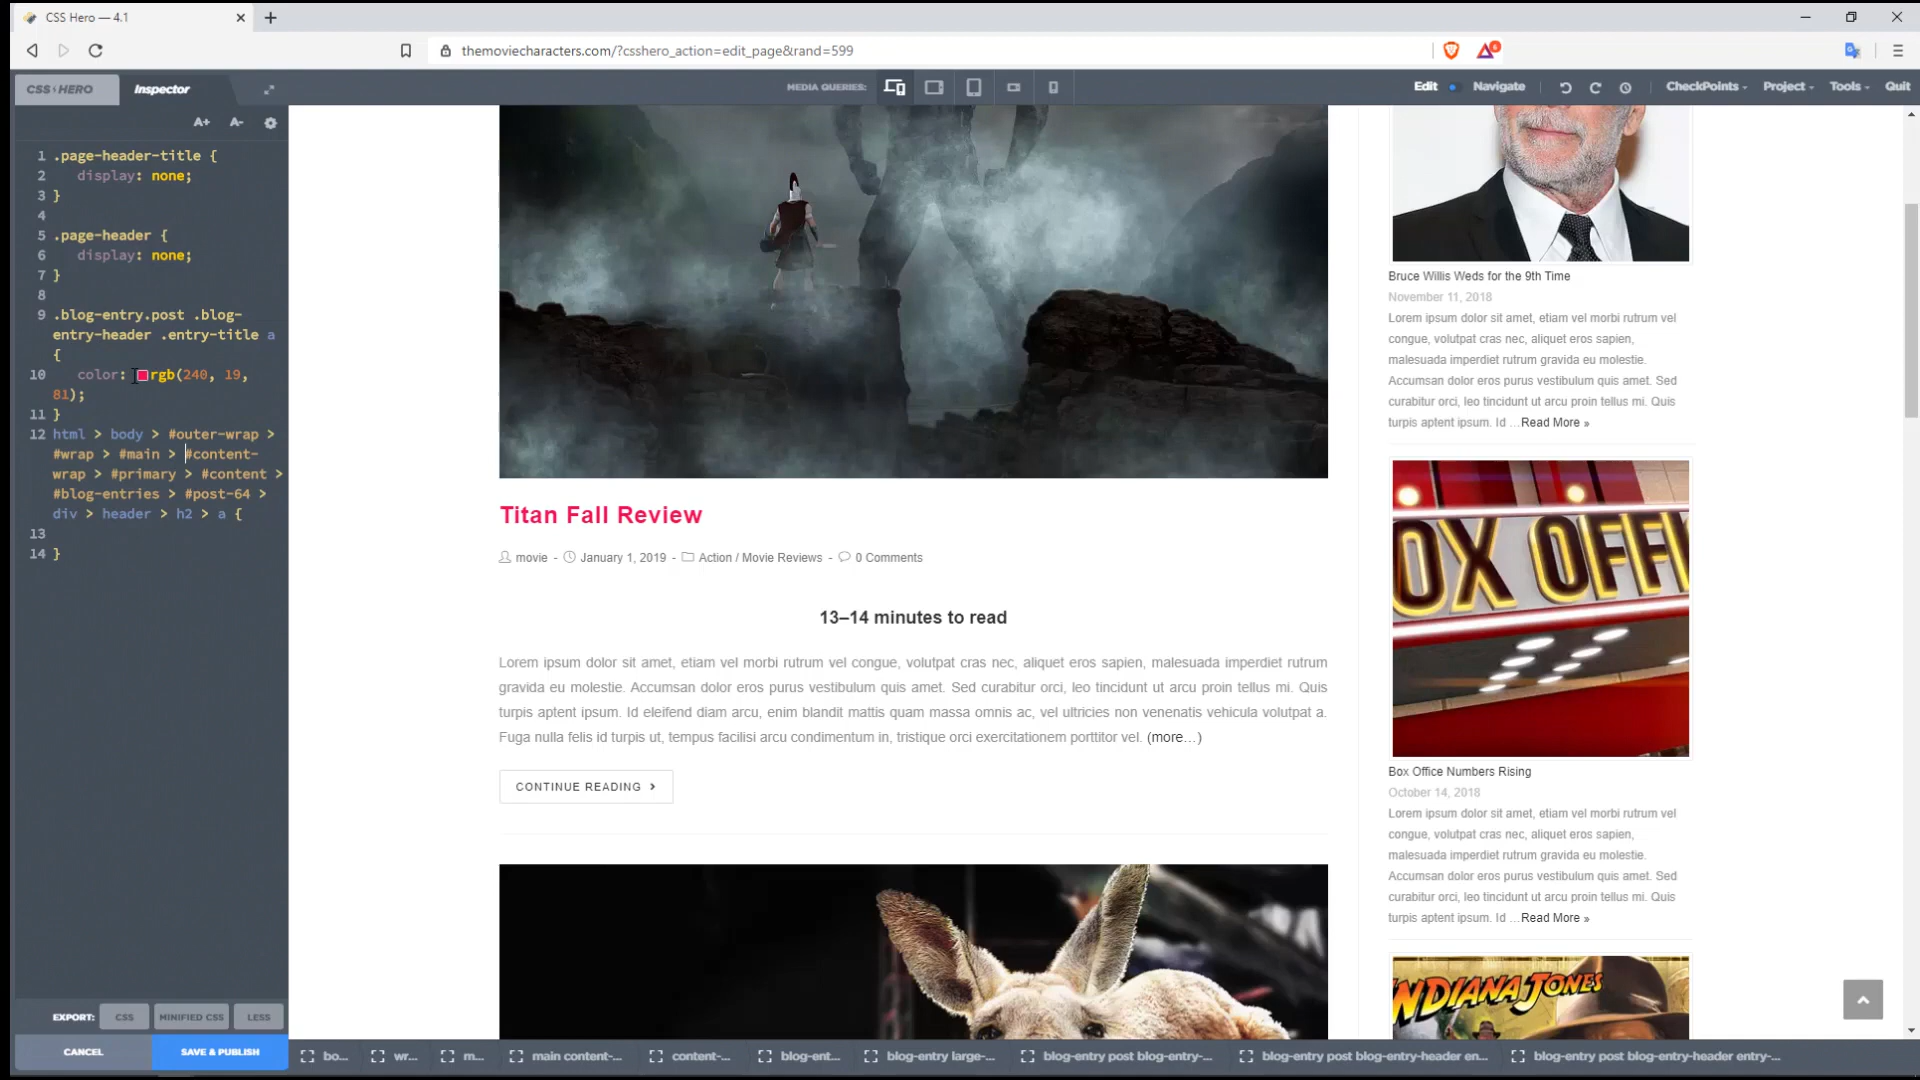 CSS Hero — 4.1
themoviecharacters.com/?csshero_action=edit_page&rand=599
CSS HERO
Inspector
MEDIA QUERIES:
Edit
Navigate
CheckPoints
Project
Tools
Quit
A+ A-
1 .page-header-title {
2 display: none;
3 }
4
5 .page-header {
6 display: none;
7 }
8
9 .blog-entry.post .blog-
entry-header .entry-title a
{
10 color: rgb(240, 19,
81);
11 }
12 html > body > #outer-wrap >
#wrap > #main > #content-
wrap > #primary > #content >
#blog-entries > #post-64 >
div > header > h2 > a {
13
14 }
EXPORT: CSS MINIFIED CSS LESS
CANCEL SAVE & PUBLISH
Titan Fall Review
movie - January 1, 2019 - Action / Movie Reviews - 0 Comments
13–14 minutes to read
Lorem ipsum dolor sit amet, etiam vel morbi rutrum vel congue, volutpat cras nec, aliquet eros sapien, malesuada imperdiet rutrum
gravida eu molestie. Accumsan dolor eros purus vestibulum quis amet. Sed curabitur orci, leo tincidunt ut arcu proin tellus mi. Quis
turpis aptent ipsum. Id eleifend diam arcu, enim blandit mattis quam massa omnis ac, vel ultricies non venenatis vehicula volutpat a.
Fuga nulla felis id turpis ut, tempus facilisi arcu condimentum in, tristique orci exercitationem porttitor vel. (more…)
CONTINUE READING >
Bruce Willis Weds for the 9th Time
November 11, 2018
Lorem ipsum dolor sit amet, etiam vel morbi rutrum vel
congue, volutpat cras nec, aliquet eros sapien,
malesuada imperdiet rutrum gravida eu molestie.
Accumsan dolor eros purus vestibulum quis amet. Sed
curabitur orci, leo tincidunt ut arcu proin tellus mi. Quis
turpis aptent ipsum. Id ...Read More »
OX OFFI
Box Office Numbers Rising
October 14, 2018
Lorem ipsum dolor sit amet, etiam vel morbi rutrum vel
congue, volutpat cras nec, aliquet eros sapien,
malesuada imperdiet rutrum gravida eu molestie.
Accumsan dolor eros purus vestibulum quis amet. Sed
curabitur orci, leo tincidunt ut arcu proin tellus mi. Quis
turpis aptent ipsum. Id ...Read More »
INDIANA JONES
bo... wr... m... main content-... content-... blog-ent... blog-entry large-... blog-entry post blog-entry-... blog-entry post blog-entry-header en... blog-entry post blog-entry-header entry-...